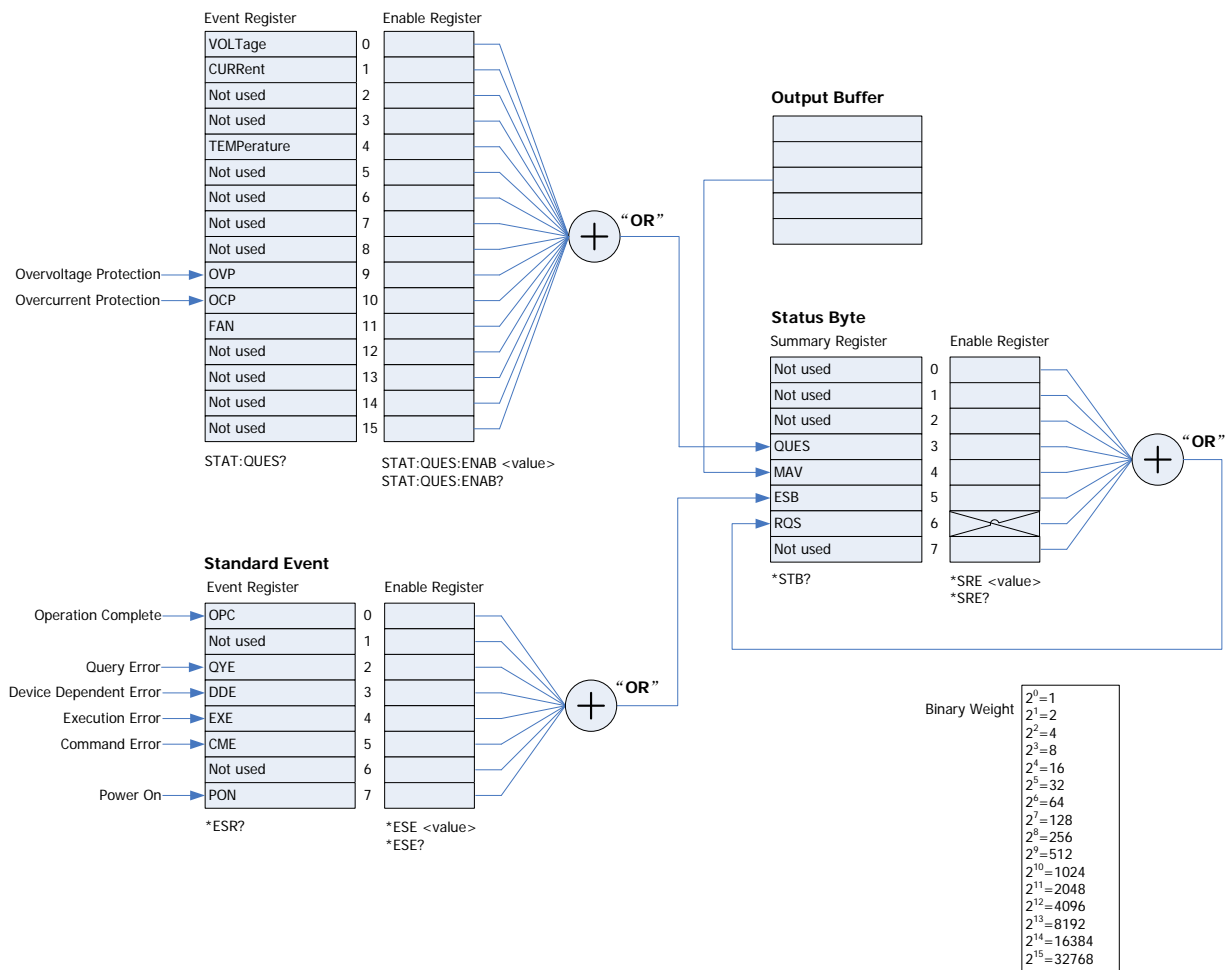 Event Register Enable Register
VOLTage 0
CURRent 1
Not used 2
Not used 3
TEMPerature 4
Not used 5
Not used 6
Not used 7
Not used 8
Overvoltage Protection OVP 9
Overcurrent Protection OCP 10
FAN 11
Not used 12
Not used 13
Not used 14
Not used 15
STAT:QUES? STAT:QUES:ENAB <value>
STAT:QUES:ENAB?
“OR”
Output Buffer
Status Byte
Summary Register Enable Register
Not used 0
Not used 1
Not used 2
QUES 3
MAV 4
ESB 5
RQS 6
Not used 7
*STB? *SRE <value>
*SRE?
“OR”
Standard Event
Event Register Enable Register
Operation Complete OPC 0
Not used 1
Query Error QYE 2
Device Dependent Error DDE 3
Execution Error EXE 4
Command Error CME 5
Not used 6
Power On PON 7
*ESR? *ESE <value>
*ESE?
“OR”
Binary Weight
2⁰=1
2¹=2
2²=4
2³=8
2⁴=16
2⁵=32
2⁶=64
2⁷=128
2⁸=256
2⁹=512
2¹⁰=1024
2¹¹=2048
2¹²=4096
2¹³=8192
2¹⁴=16384
2¹⁵=32768